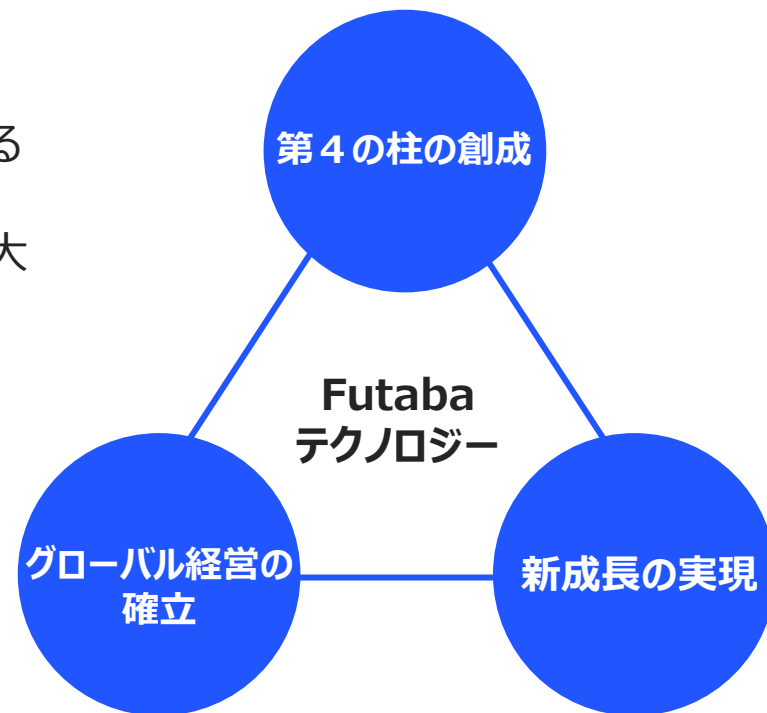 る
大
第４の柱の創成
Futaba
テクノロジー
グローバル経営の
確立
新成長の実現